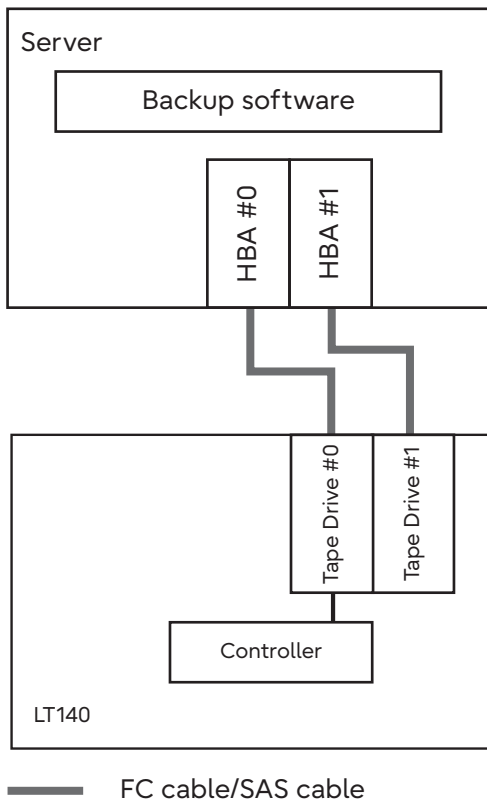 Server
Backup software
HBA #0
HBA #1
Tape Drive #0
Tape Drive #1
Controller
LT140
FC cable/SAS cable